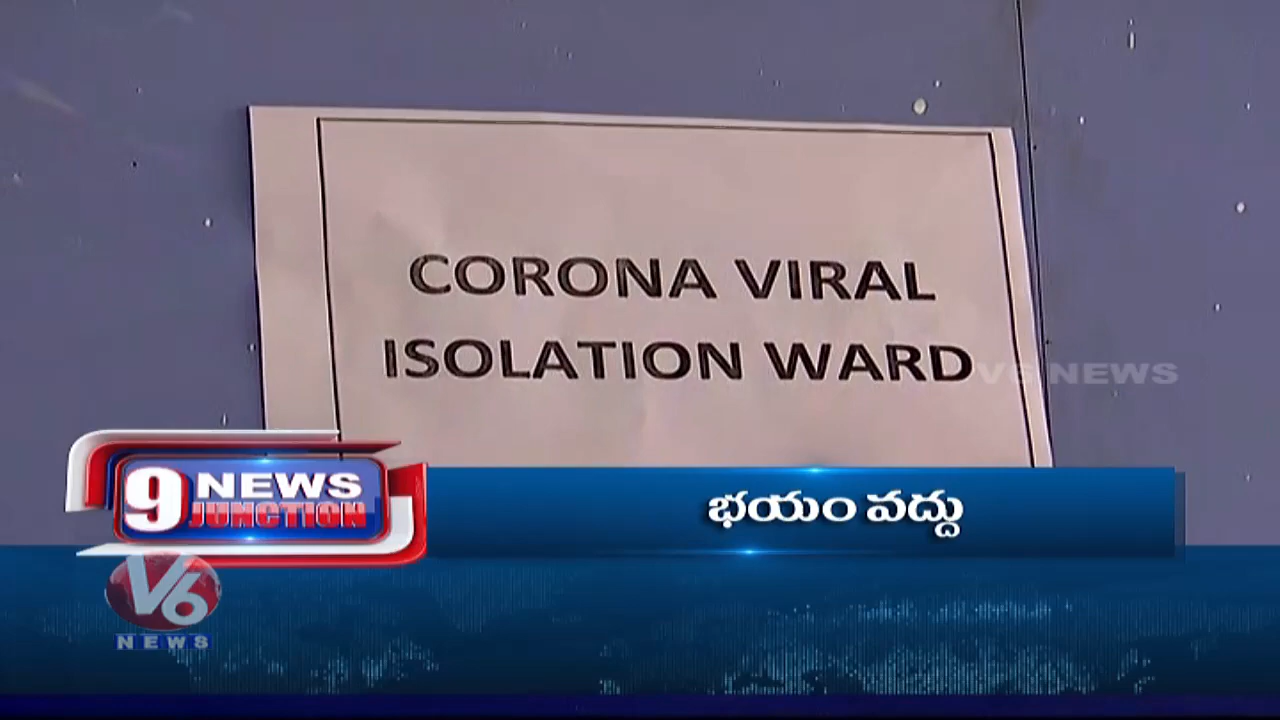 CORONA VIRAL
ISOLATION WARD
V6 NEWS
9 NEWS
JUNCTION
భయం వద్దు
V6
NEWS